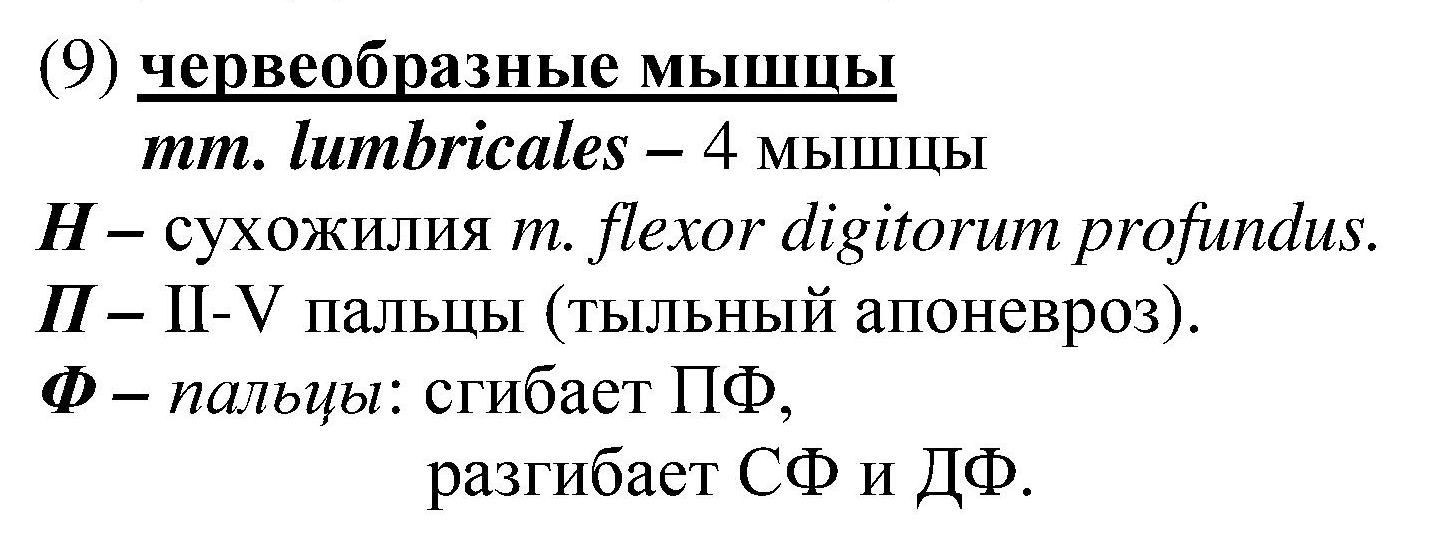 (9) червеобразные мышцы
mm. lumbricales – 4 мышцы
Н – сухожилия m. flexor digitorum profundus.
П – II-V пальцы (тыльный апоневроз).
Ф – пальцы: сгибает ПФ,
разгибает СФ и ДФ.